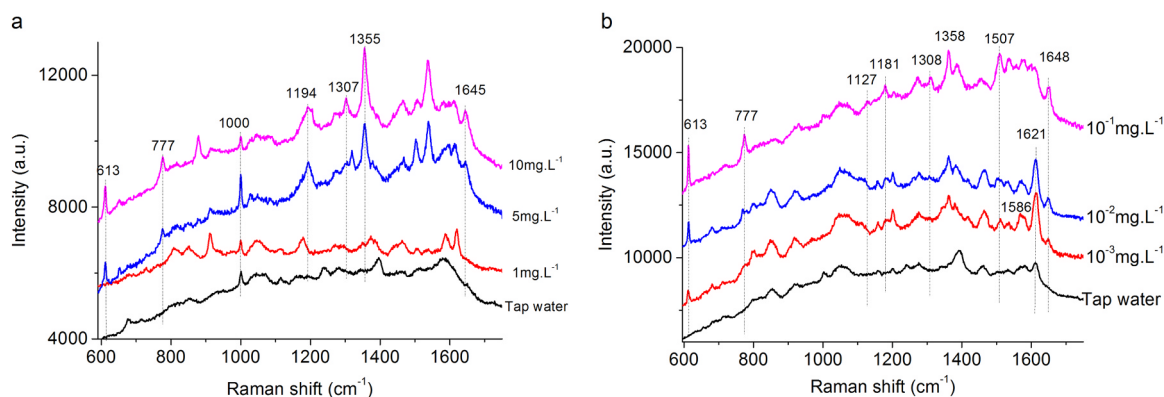 a
Intensity (a.u.)
12000
8000
4000
613
777
1000
1194
1307
1355
1645
10mg.L⁻¹
5mg.L⁻¹
1mg.L⁻¹
Tap water
600 800 1000 1200 1400 1600
Raman shift (cm⁻¹)
b
Intensity (a.u.)
20000
15000
10000
613
777
1127
1181
1308
1358
1507
1648
1621
1586
10⁻¹mg.L⁻¹
10⁻²mg.L⁻¹
10⁻³mg.L⁻¹
Tap water
600 800 1000 1200 1400 1600
Raman shift (cm⁻¹)